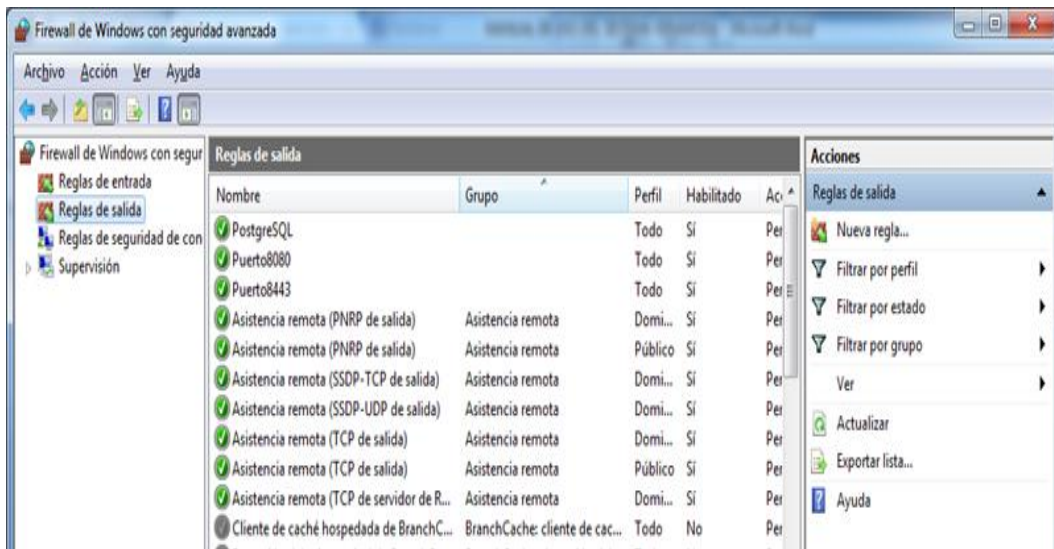 Firewall de Windows con seguridad avanzada
Archivo Acción Ver Ayuda
Firewall de Windows con segur
Reglas de entrada
Reglas de salida
Reglas de seguridad de con
Supervisión
Reglas de salida
Nombre Grupo Perfil Habilitado Acc
PostgreSQL Todo Sí Per
Puerto8080 Todo Sí Per
Puerto8443 Todo Sí Per
Asistencia remota (PNRP de salida) Asistencia remota Domi... Sí Per
Asistencia remota (PNRP de salida) Asistencia remota Público Sí Per
Asistencia remota (SSDP-TCP de salida) Asistencia remota Domi... Sí Per
Asistencia remota (SSDP-UDP de salida) Asistencia remota Domi... Sí Per
Asistencia remota (TCP de salida) Asistencia remota Domi... Sí Per
Asistencia remota (TCP de salida) Asistencia remota Público Sí Per
Asistencia remota (TCP de servidor de R... Asistencia remota Domi... Sí Per
Cliente de caché hospedada de BranchC... BranchCache: cliente de cac... Todo No Per
Acciones
Reglas de salida
Nueva regla...
Filtrar por perfil
Filtrar por estado
Filtrar por grupo
Ver
Actualizar
Exportar lista...
Ayuda